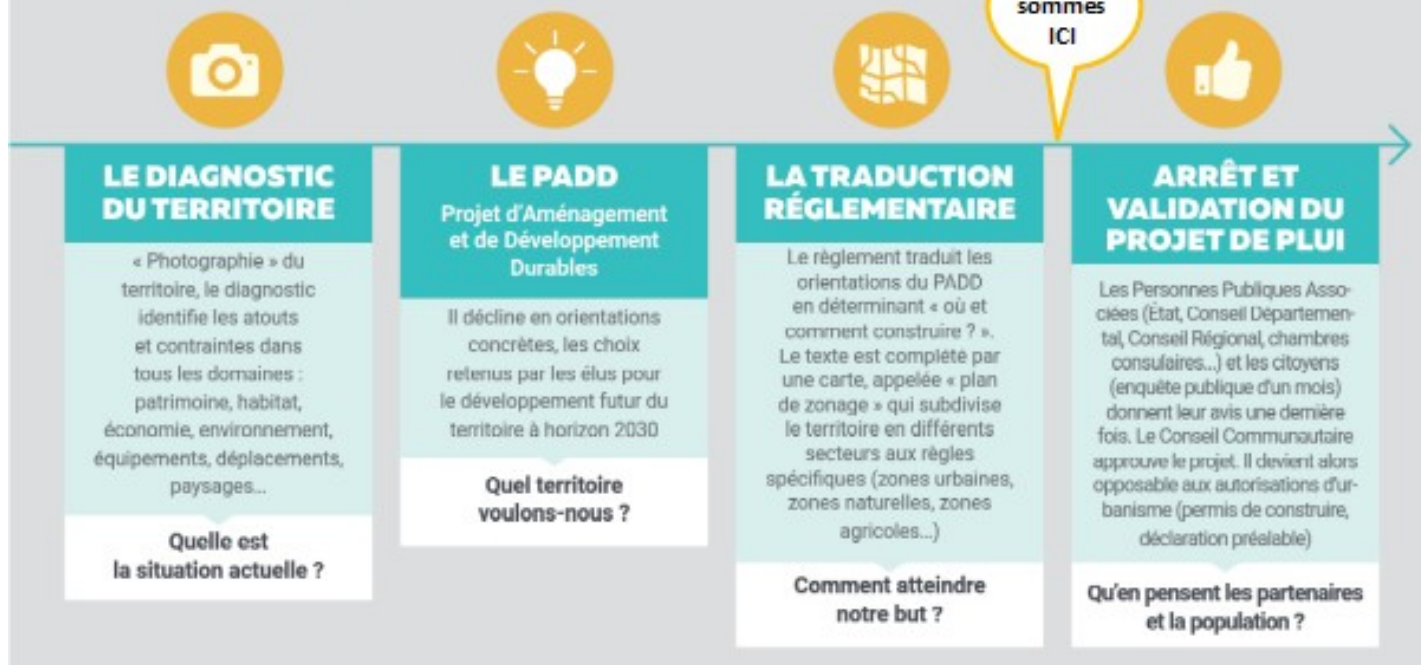 sommes
ICI
LE DIAGNOSTIC
DU TERRITOIRE
« Photographie » du
territoire, le diagnostic
identifie les atouts
et contraintes dans
tous les domaines :
patrimoine, habitat,
économie, environnement,
équipements, déplacements,
paysages...
Quelle est
la situation actuelle ?
LE PADD
Projet d'Aménagement
et de Développement
Durables
Il décline en orientations
concrètes, les choix
retenus par les élus pour
le développement futur du
territoire à horizon 2030
Quel territoire
voulons-nous ?
LA TRADUCTION
RÉGLEMENTAIRE
Le règlement traduit les
orientations du PADD
en déterminant « où et
comment construire ? ».
Le texte est complété par
une carte, appelée « plan
de zonage » qui subdivise
le territoire en différents
secteurs aux règles
spécifiques (zones urbaines,
zones naturelles, zones
agricoles...)
Comment atteindre
notre but ?
ARRÊT ET
VALIDATION DU
PROJET DE PLUI
Les Personnes Publiques Asso-
ciées (État, Conseil Départemen-
tal, Conseil Régional, chambres
consulaires...) et les citoyens
(enquête publique d'un mois)
donnent leur avis une dernière
fois. Le Conseil Communautaire
approuve le projet. Il devient alors
opposable aux autorisations d'ur-
banisme (permis de construire,
déclaration préalable)
Qu'en pensent les partenaires
et la population ?